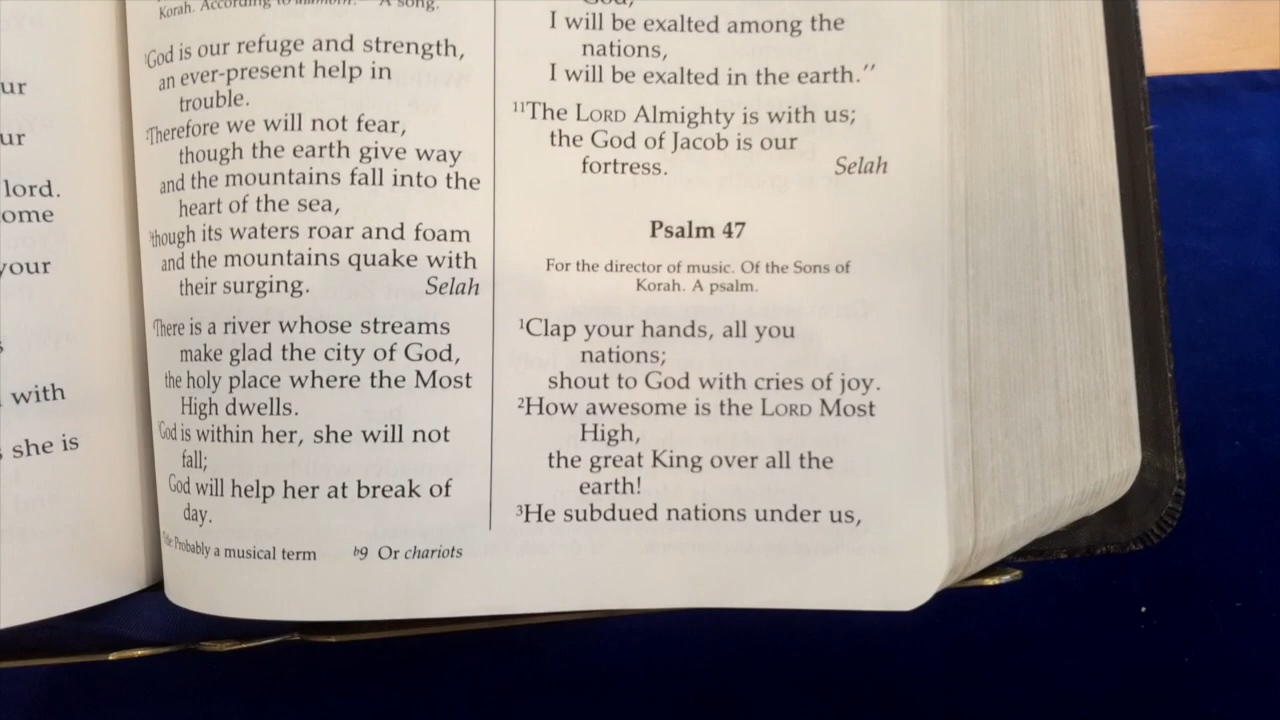 ur
ur
lord.
ome
your
with
she is
Korah. According to A song.
1God is our refuge and strength,
an ever-present help in
trouble.
2Therefore we will not fear,
though the earth give way
and the mountains fall into the
heart of the sea,
3though its waters roar and foam
and the mountains quake with
their surging. Selah
There is a river whose streams
make glad the city of God,
the holy place where the Most
High dwells.
God is within her, she will not
fall;
God will help her at break of
day.
Title: Probably a musical term b9 Or chariots
God;
I will be exalted among the
nations,
I will be exalted in the earth.”
11The LORD Almighty is with us;
the God of Jacob is our
fortress. Selah
Psalm 47
For the director of music. Of the Sons of
Korah. A psalm.
1Clap your hands, all you
nations;
shout to God with cries of joy.
2How awesome is the LORD Most
High,
the great King over all the
earth!
3He subdued nations under us,